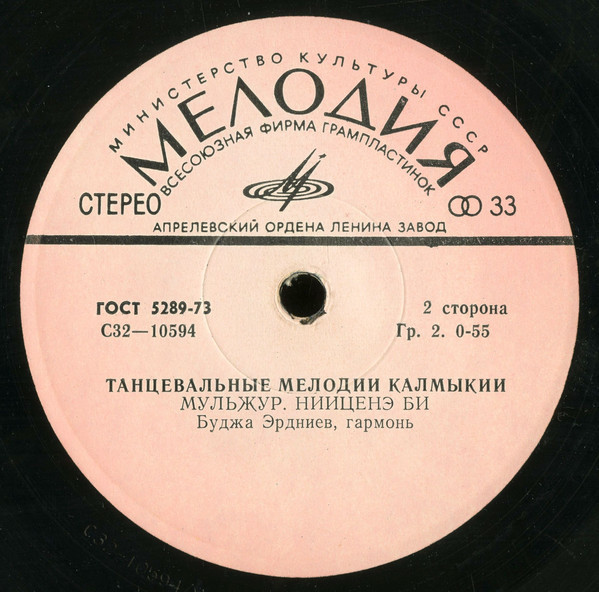 МИНИСТЕРСТВО КУЛЬТУРЫ СССР
МЕЛОДИЯ
ВСЕСОЮЗНАЯ ФИРМА ГРАМПЛАСТИНОК
СТЕРЕО
33
АПРЕЛЕВСКИЙ ОРДЕНА ЛЕНИНА ЗАВОД
ГОСТ 5289-73
2 сторона
С32—10594
Гр. 2. 0-55
ТАНЦЕВАЛЬНЫЕ МЕЛОДИИ КАЛМЫКИИ
МУЛЬЖУР. НИИЦЕНЭ БИ
Буджа Эрдниев, гармонь